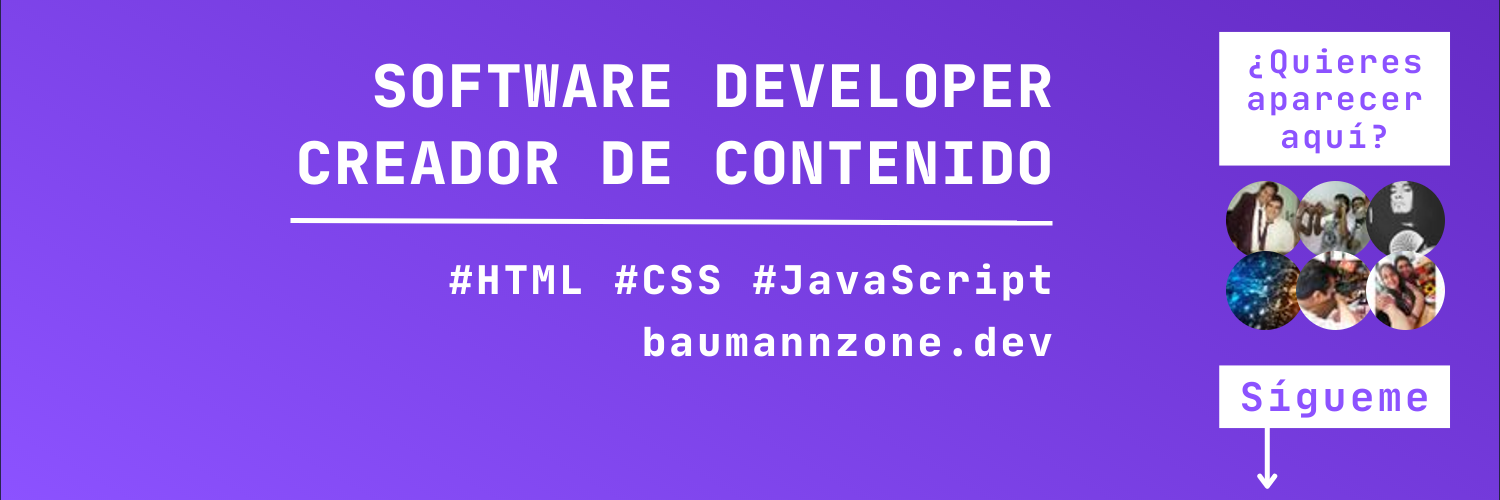 SOFTWARE DEVELOPER
CREADOR DE CONTENIDO
#HTML #CSS #JavaScript
baumannzone.dev
¿Quieres
aparecer
aquí?
Sígueme